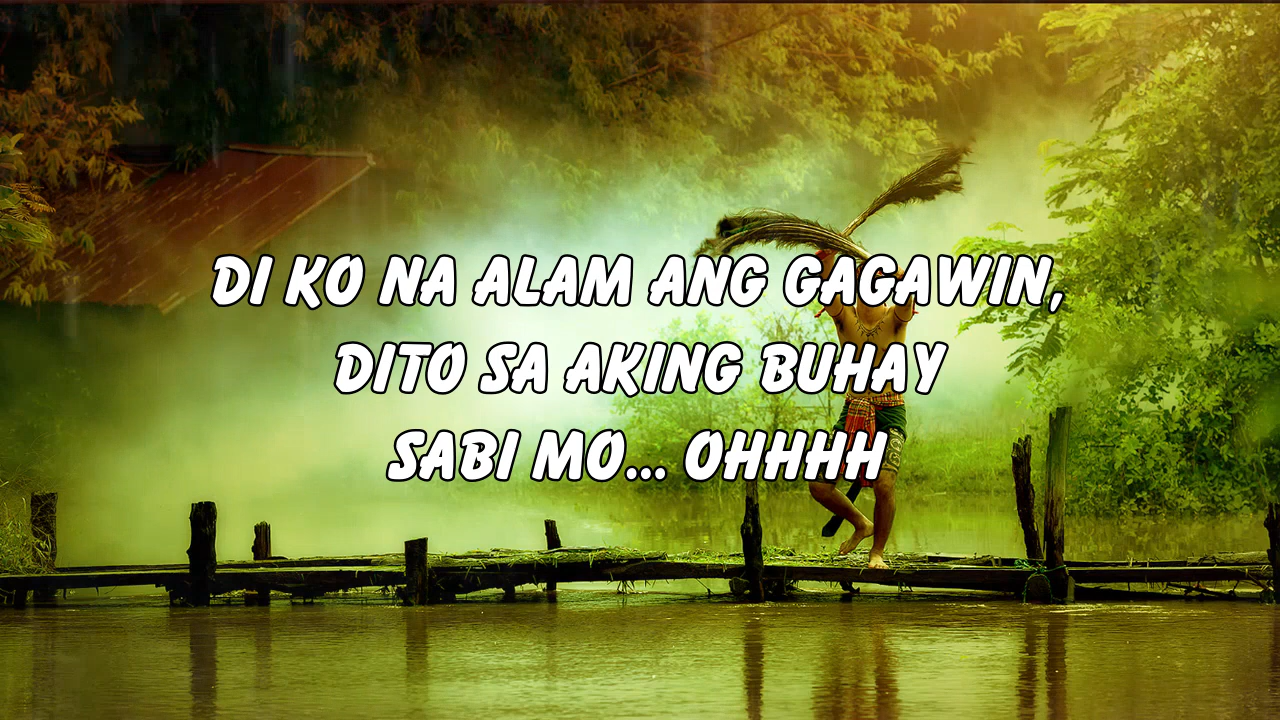 DI KO NA ALAM ANG GAGAWIN,
DITO SA AKING BUHAY
SABI MO... OHHHH